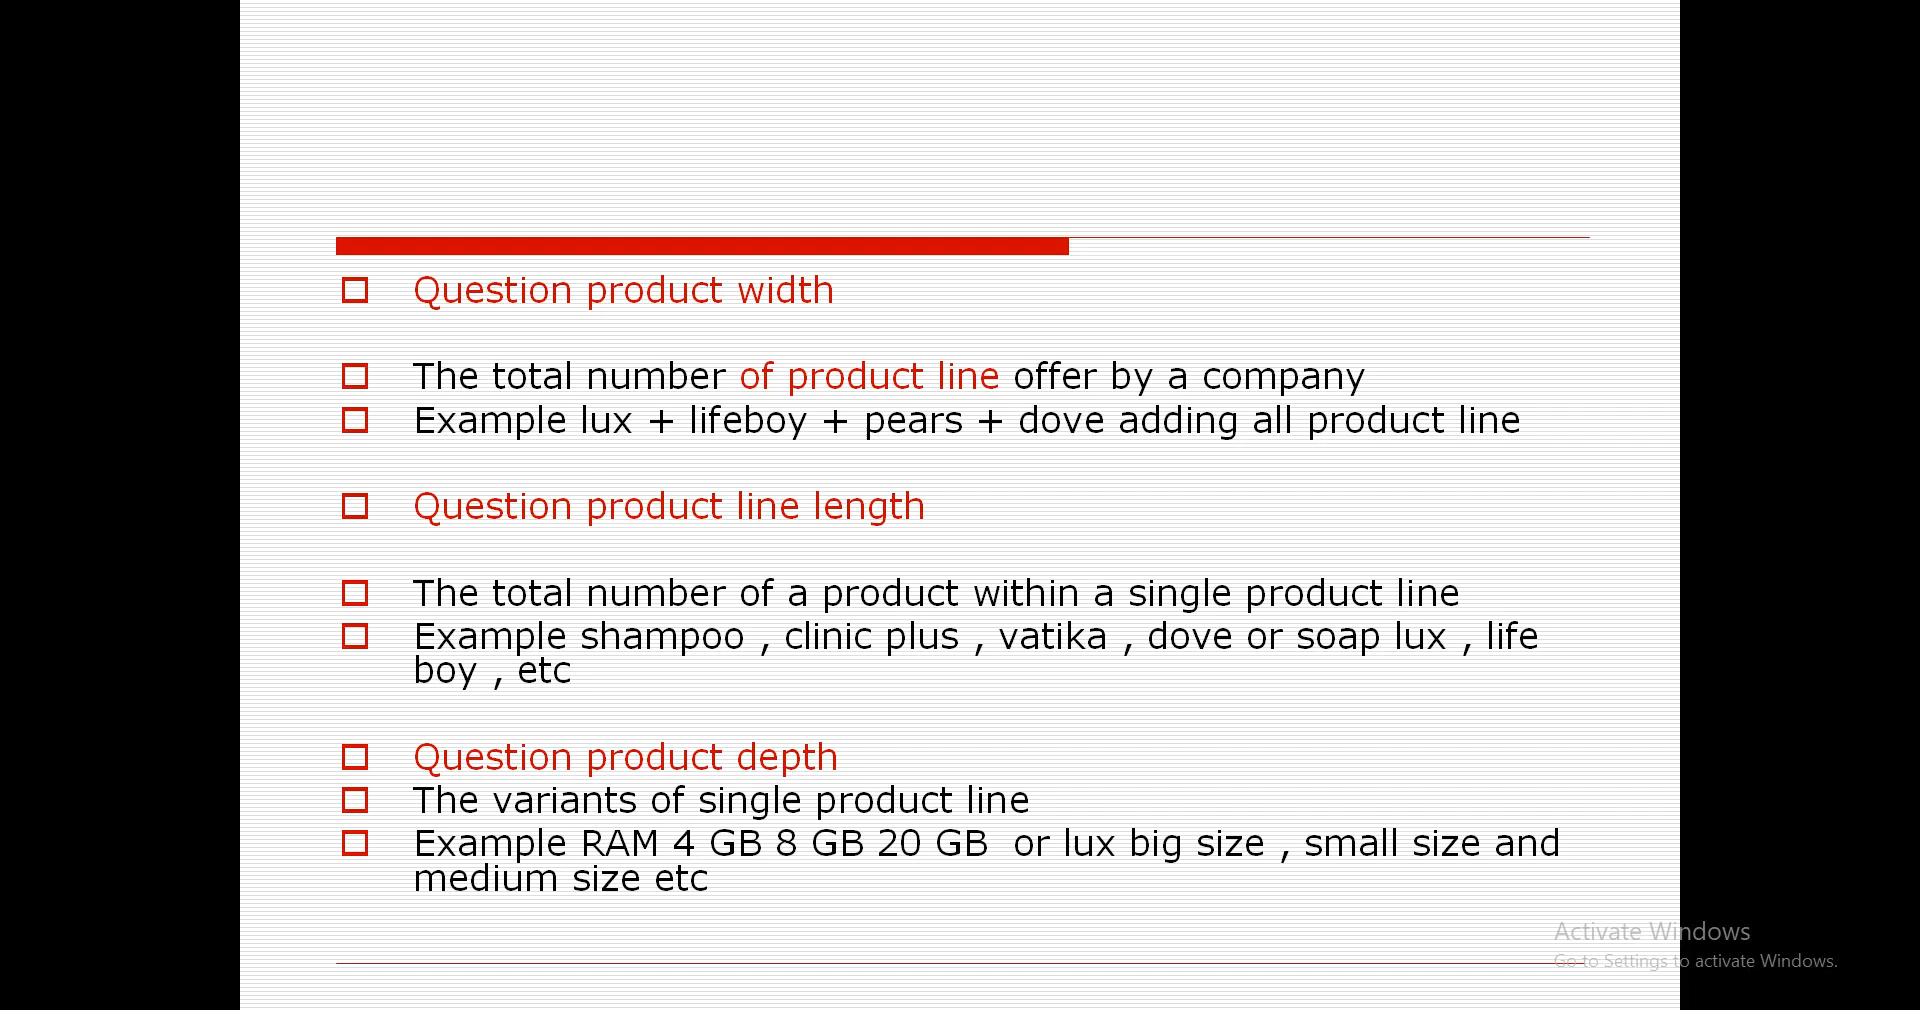 Question product width
The total number of product line offer by a company
Example lux + lifeboy + pears + dove adding all product line
Question product line length
The total number of a product within a single product line
Example shampoo , clinic plus , vatika , dove or soap lux , life
boy , etc
Question product depth
The variants of single product line
Example RAM 4 GB 8 GB 20 GB  or lux big size , small size and
medium size etc
Activate Windows
Go to Settings to activate Windows.